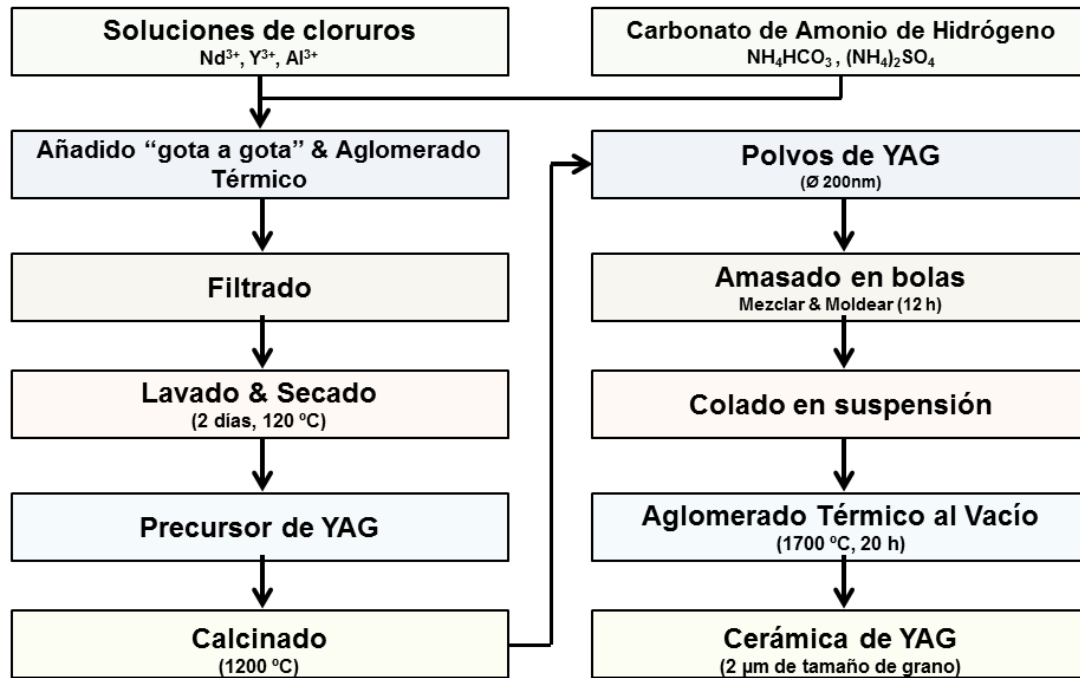 Soluciones de cloruros
Nd³⁺, Y³⁺, Al³⁺
Carbonato de Amonio de Hidrógeno
NH₄HCO₃ , (NH₄)₂SO₄
Añadido “gota a gota” & Aglomerado
Térmico
Filtrado
Lavado & Secado
(2 días, 120 ºC)
Precursor de YAG
Calcinado
(1200 ºC)
Polvos de YAG
(Ø 200nm)
Amasado en bolas
Mezclar & Moldear (12 h)
Colado en suspensión
Aglomerado Térmico al Vacío
(1700 ºC, 20 h)
Cerámica de YAG
(2 µm de tamaño de grano)